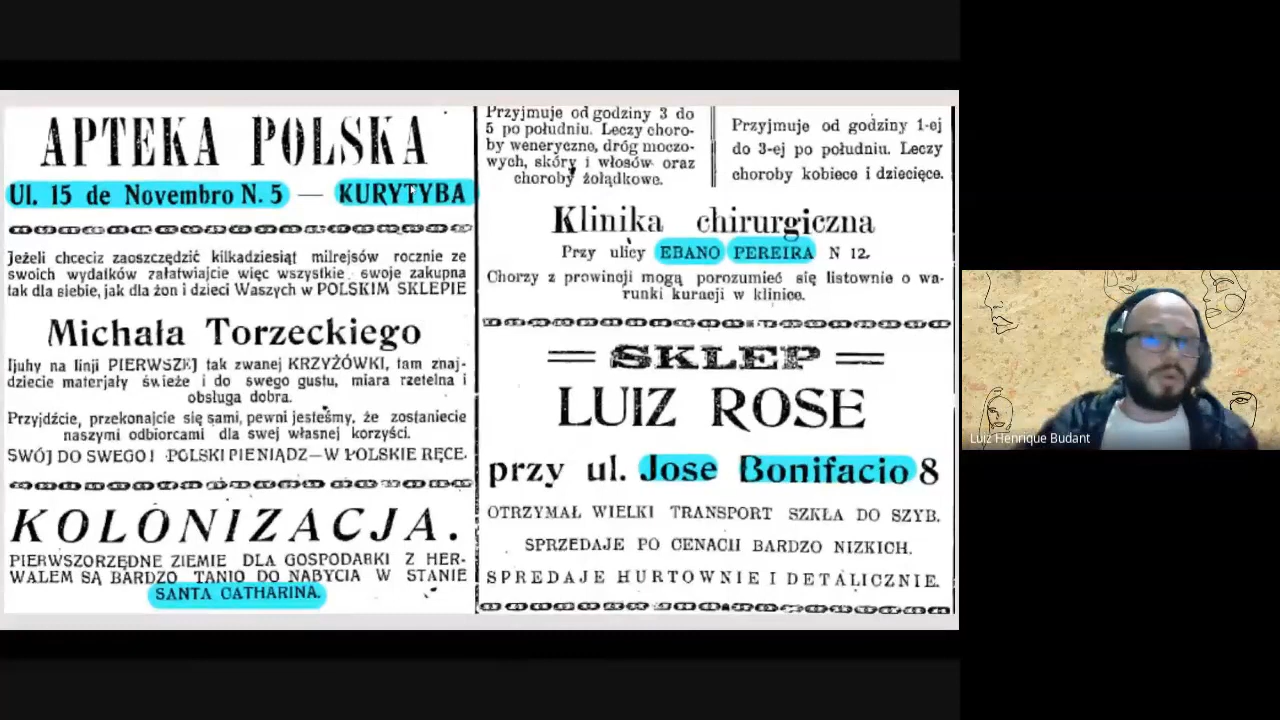 APTEKA POLSKA
Ul. 15 de Novembro N. 5 — KURYTYBA
Jeżeli chceciz zaoszczędzić kilkadziesiąt milrejsów rocznie ze
swoich wydatków załatwiajcie więc wszystkie swoje zakupna
tak dla siebie, jak dla żon i dzieci Waszych w POLSKIM SKLEPIE
Michała Torzeckiego
Ijuhy na linji PIERWSZEJ tak zwanej KRZYŻÓWKI, tam znaj-
dziecie materjały świeże i do swego gustu, miara rzetelna i
obsługa dobra.
Przyjdźcie, przekonajcie się sami, pewni jesteśmy, że zostaniecie
naszymi odbiorcami dla swej własnej korzyści.
SWÓJ DO SWEGO! POLSKI PIENIĄDZ—W POLSKIE RĘCE.
KOLONIZACJA.
PIERWSZORZĘDNE ZIEMIE DLA GOSPODARKI Z HER-
WALEM SĄ BARDZO TANIO DO NABYCIA W STANIE
SANTA CATHARINA.
Przyjmuje od godziny 3 do
5 po południu. Leczy choro-
by weneryczne, dróg moczo-
wych, skóry i włosów oraz
choroby żołądkowe.
Przyjmuje od godziny 1-ej
do 3-ej po południu. Leczy
choroby kobiece i dziecięce.
Klinika chirurgiczna
Przy ulicy EBANO PEREIRA N 12.
Chorzy z prowincji mogą porozumieć się listownie o wa-
runki kuracji w klinice.
SKLEP
LUIZ ROSE
przy ul. Jose Bonifacio 8
OTRZYMAŁ WIELKI TRANSPORT SZKŁA DO SZYB.
SPRZEDAJE PO CENACH BARDZO NIZKICH.
SPREDAJE HURTOWNIE I DETALICZNIE.
Luiz Henrique Budant